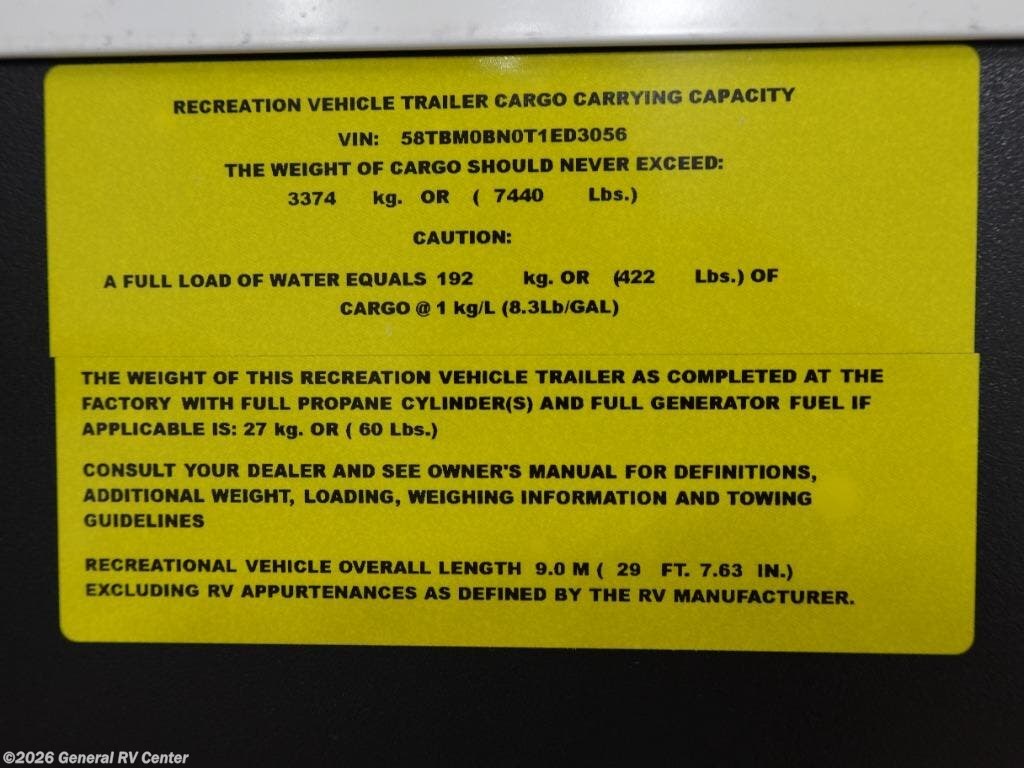 RECREATION VEHICLE TRAILER CARGO CARRYING CAPACITY
VIN: 58TBM0BN0T1ED3056
THE WEIGHT OF CARGO SHOULD NEVER EXCEED:
3374 kg. OR ( 7440 Lbs.)
CAUTION:
A FULL LOAD OF WATER EQUALS 192 kg. OR (422 Lbs.) OF
CARGO @ 1 kg/L (8.3Lb/GAL)
THE WEIGHT OF THIS RECREATION VEHICLE TRAILER AS COMPLETED AT THE
FACTORY WITH FULL PROPANE CYLINDER(S) AND FULL GENERATOR FUEL IF
APPLICABLE IS: 27 kg. OR ( 60 Lbs.)
CONSULT YOUR DEALER AND SEE OWNER'S MANUAL FOR DEFINITIONS,
ADDITIONAL WEIGHT, LOADING, WEIGHING INFORMATION AND TOWING
GUIDELINES
RECREATIONAL VEHICLE OVERALL LENGTH 9.0 M ( 29 FT. 7.63 IN.)
EXCLUDING RV APPURTENANCES AS DEFINED BY THE RV MANUFACTURER.
©2026 General RV Center